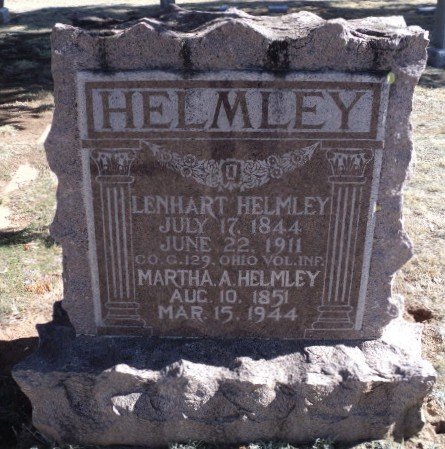 HELMLEY
LENHART HELMLEY
JULY 17, 1844
JUNE 22, 1911
CO. G. 129. OHIO VOL. INF.
MARTHA. A. HELMLEY
AUG. 10. 1851
MAR. 15, 1944